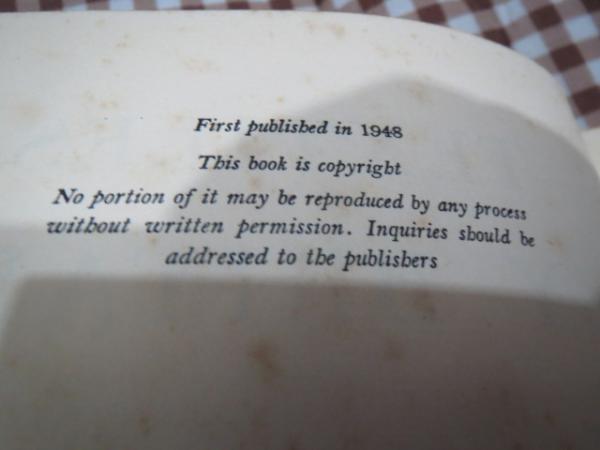 First published in 1948
This book is copyright
No portion of it may be reproduced by any process
without written permission. Inquiries should be
addressed to the publishers